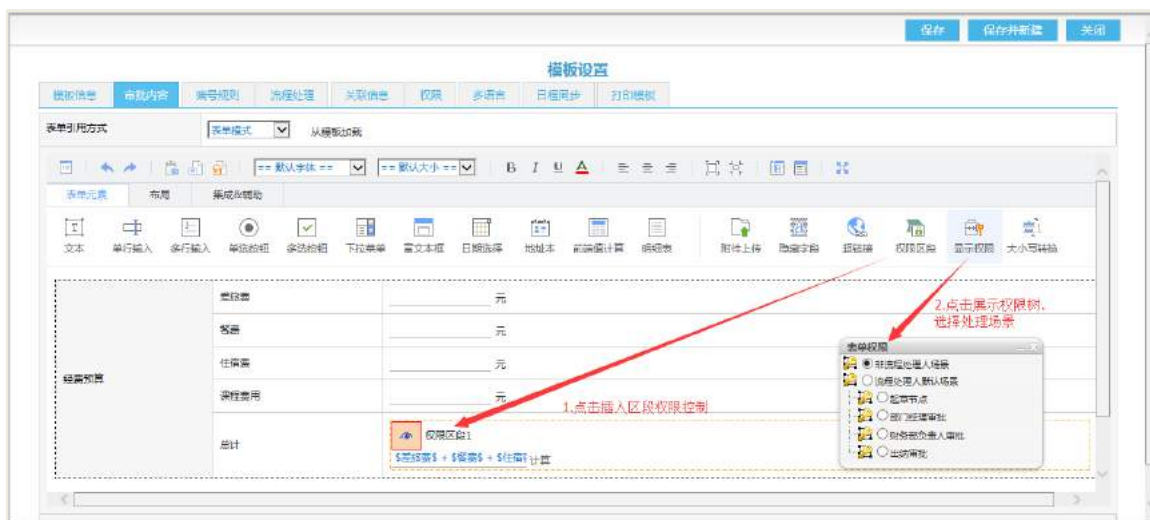 保存 保存并新建 关闭
模板设置
模板信息 审批内容 编号规则 流程处理 关联信息 权限 多语言 日程同步 打印模板
表单引用方式 表单模式 从模板加载
== 默认字体 == == 默认大小 == B I U A
表单元素 布局 集成&辅助
文本 单行输入 多行输入 单选按钮 多选按钮 下拉菜单 富文本框 日期选择 地址本 前端值计算 明细表 附件上传 隐藏字段 超链接 权限区段 显示权限 大小写转换
差旅费 元
2.点击展示权限树,
选择处理场景
餐费 元
表单权限
非流程处理人场景
住宿费 元
流程处理人默认场景
经费预算
课程费用 元
起草节点
1.点击插入区段权限控制
部门经理审批
权限区段1
财务部负责人审批
总计
出纳审批
$差旅费$ + $餐费$ + $住宿 计算